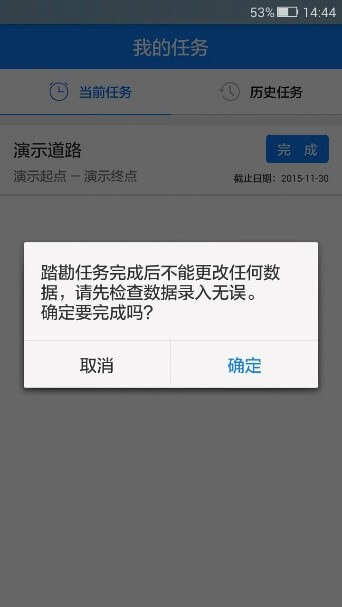 53% 14:44
我的任务
当前任务 历史任务
演示道路 完 成
演示起点 — 演示终点 截止日期：2015-11-30
踏勘任务完成后不能更改任何数
据，请先检查数据录入无误。
确定要完成吗？
取消 确定